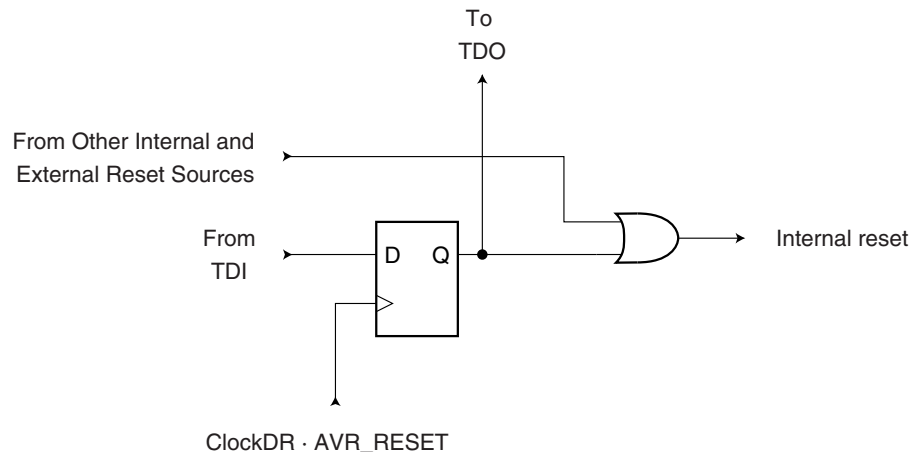 To
TDO
From Other Internal and
External Reset Sources
From
TDI
D Q
Internal reset
ClockDR · AVR_RESET